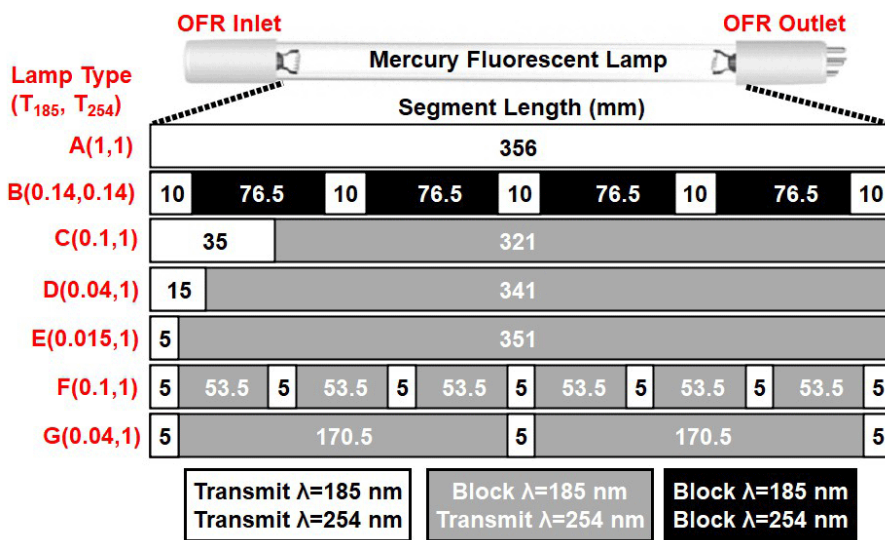 OFR Inlet
OFR Outlet
Mercury Fluorescent Lamp
Lamp Type
(T185, T254)
Segment Length (mm)
A(1,1) 356
B(0.14,0.14) 10 76.5 10 76.5 10 76.5 10 76.5 10
C(0.1,1) 35 321
D(0.04,1) 15 341
E(0.015,1) 5 351
F(0.1,1) 5 53.5 5 53.5 5 53.5 5 53.5 5 53.5 5 53.5 5
G(0.04,1) 5 170.5 5 170.5 5
Transmit λ=185 nm
Transmit λ=254 nm
Block λ=185 nm
Transmit λ=254 nm
Block λ=185 nm
Block λ=254 nm